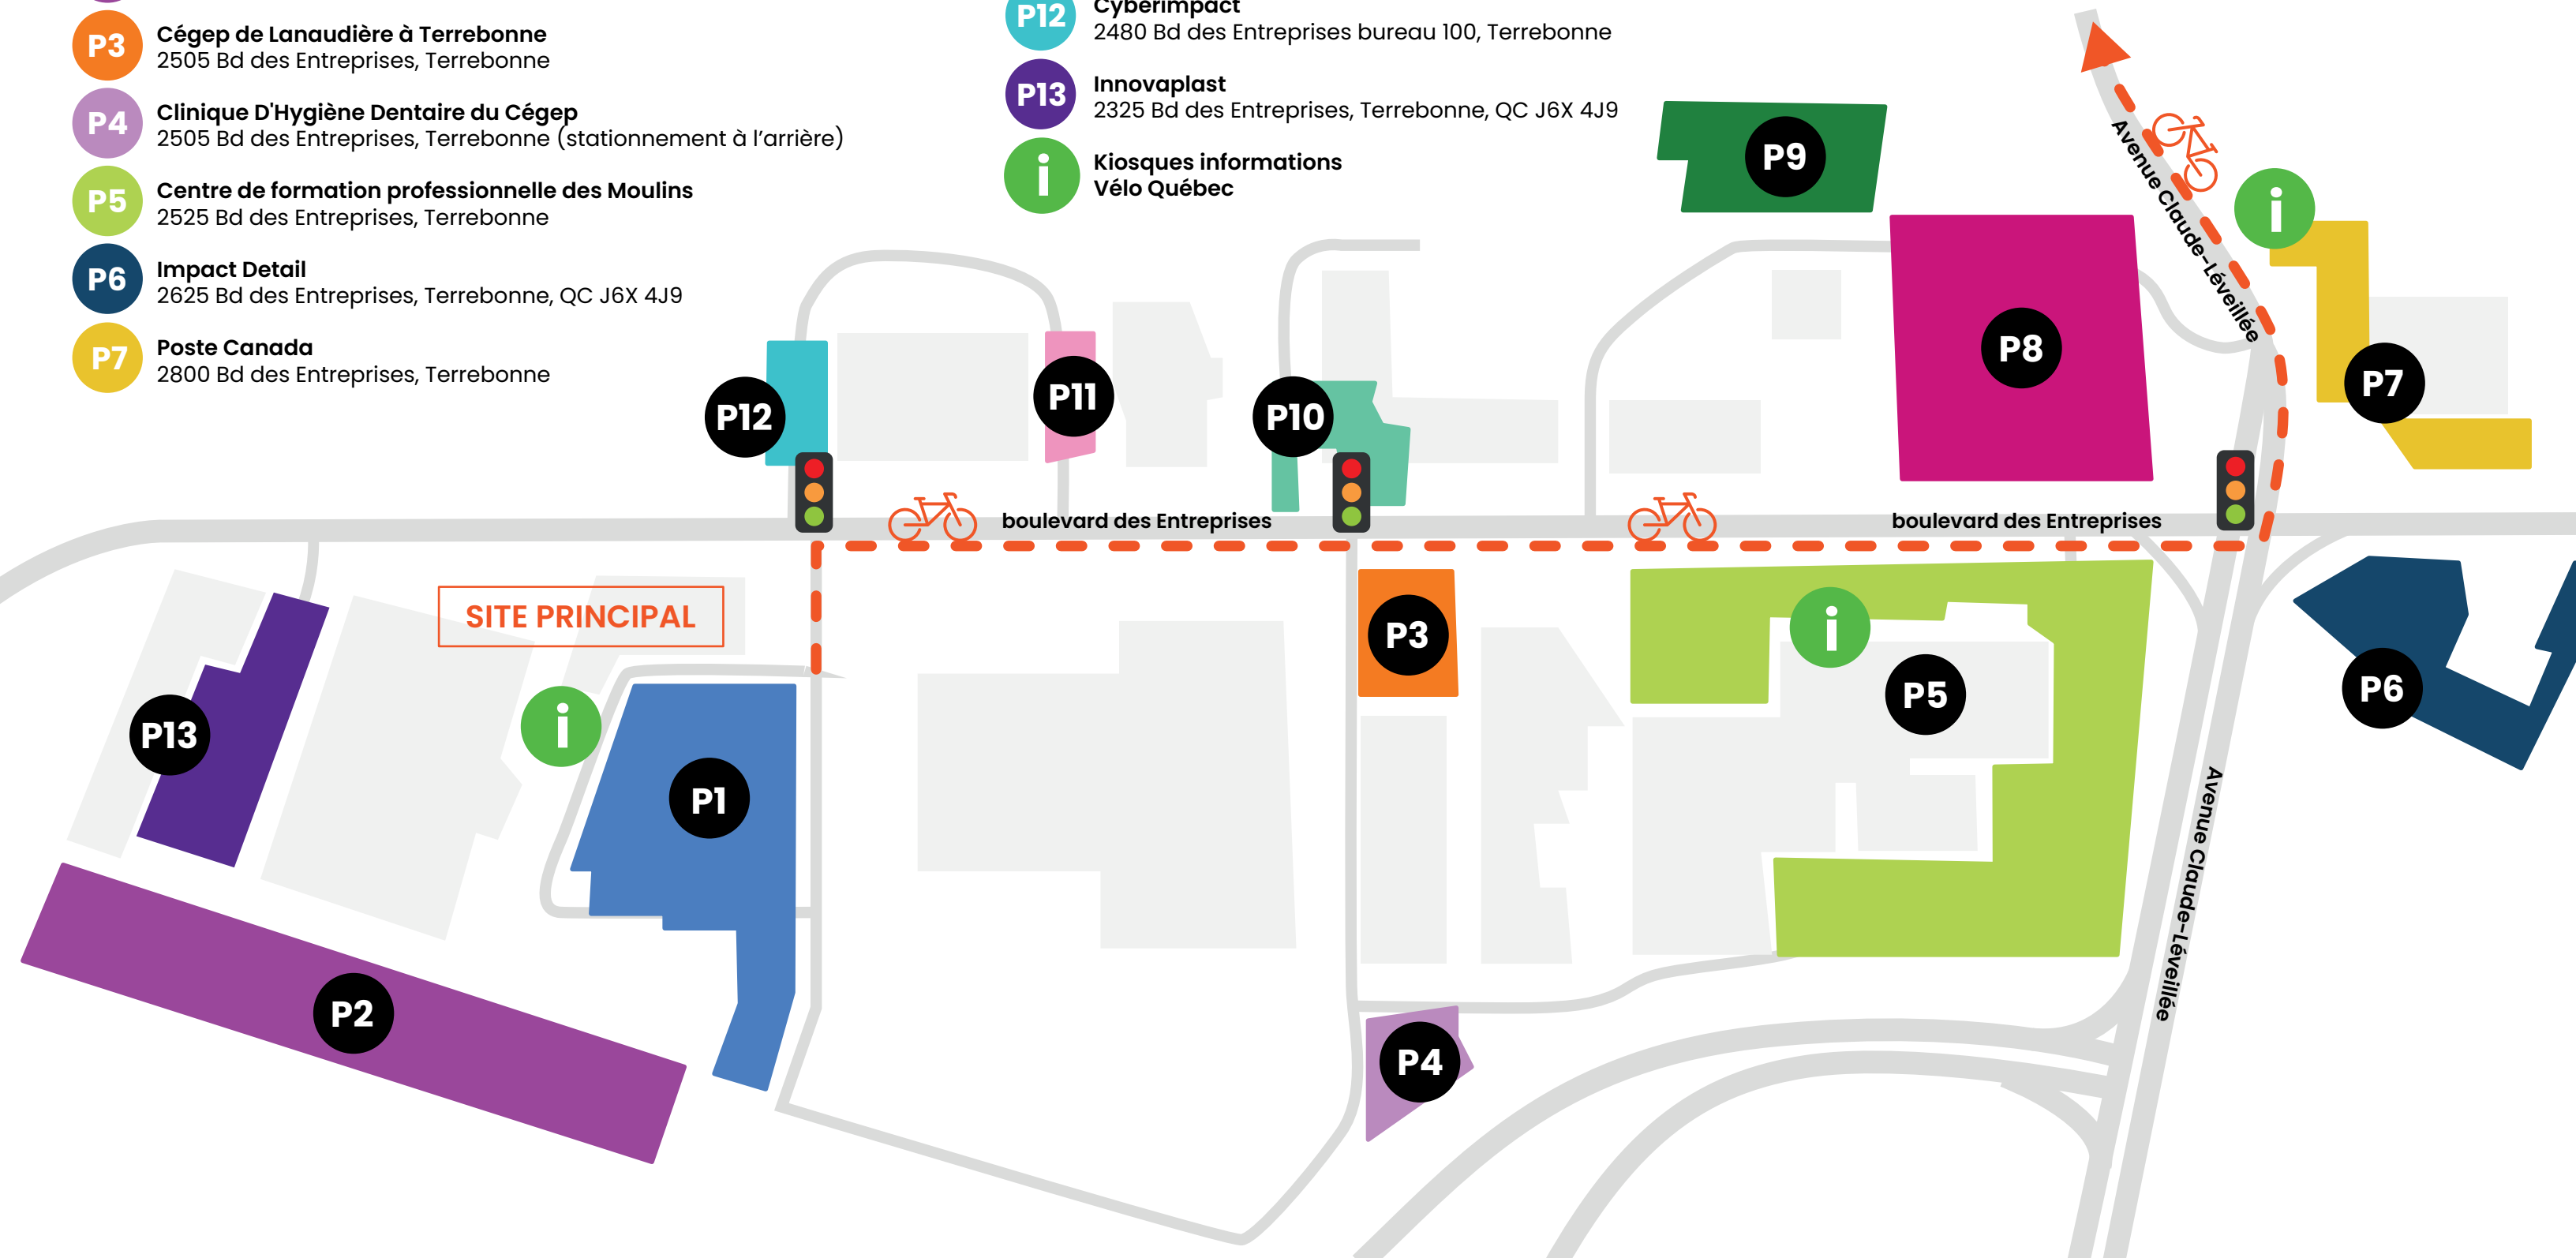 P3
Cégep de Lanaudière à Terrebonne
2505 Bd des Entreprises, Terrebonne
P4
Clinique D'Hygiène Dentaire du Cégep
2505 Bd des Entreprises, Terrebonne (stationnement à l’arrière)
P5
Centre de formation professionnelle des Moulins
2525 Bd des Entreprises, Terrebonne
P6
Impact Detail
2625 Bd des Entreprises, Terrebonne, QC J6X 4J9
P7
Poste Canada
2800 Bd des Entreprises, Terrebonne
P12
Cyberimpact
2480 Bd des Entreprises bureau 100, Terrebonne
P13
Innovaplast
2325 Bd des Entreprises, Terrebonne, QC J6X 4J9
i
Kiosques informations
Vélo Québec
P9
Avenue Claude-Léveillée
i
P8
P7
P12
P11
P10
boulevard des Entreprises
boulevard des Entreprises
SITE PRINCIPAL
P3
i
P5
P6
P13
i
P1
Avenue Claude-Léveillée
P2
P4